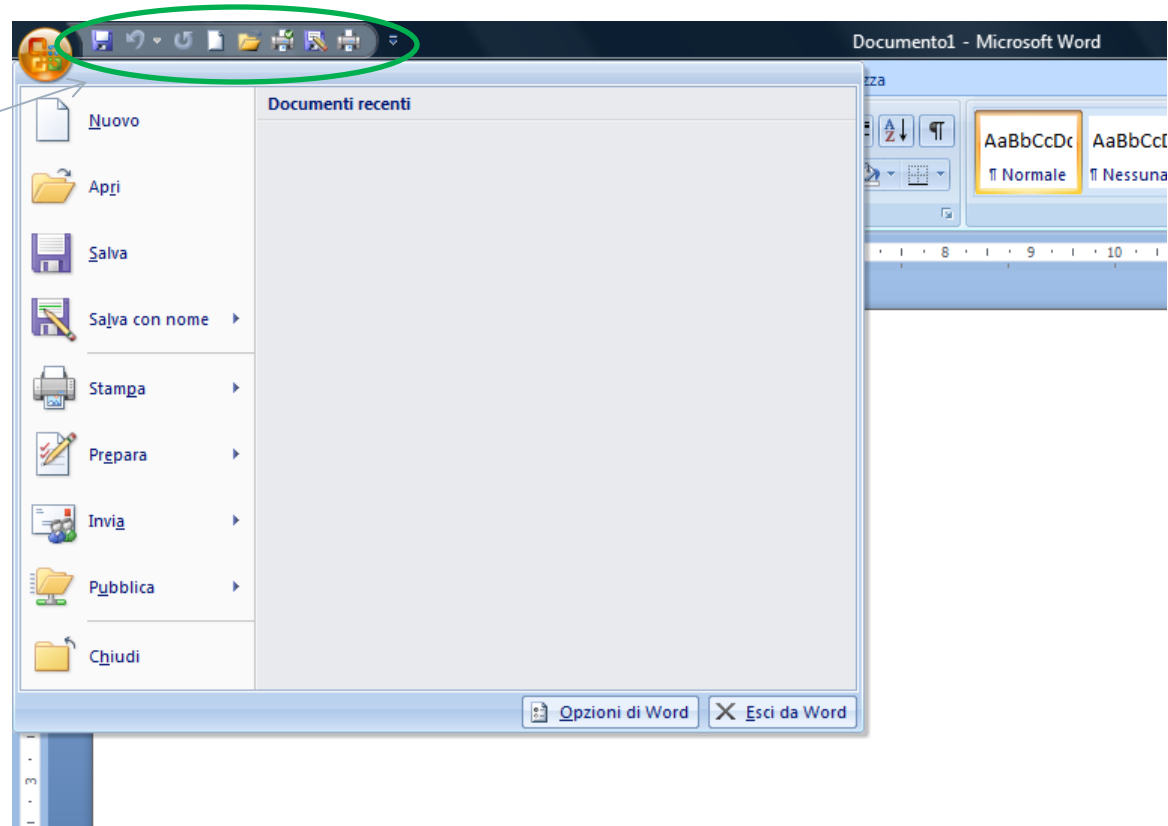 Documento1 - Microsoft Word
zza
Documenti recenti
Nuovo
Apri
Salva
Salva con nome
Stampa
Prepara
Invia
Pubblica
Chiudi
AaBbCcDc AaBbCcD
¶ Normale ¶ Nessuna
8 9 10
Opzioni di Word Esci da Word
3